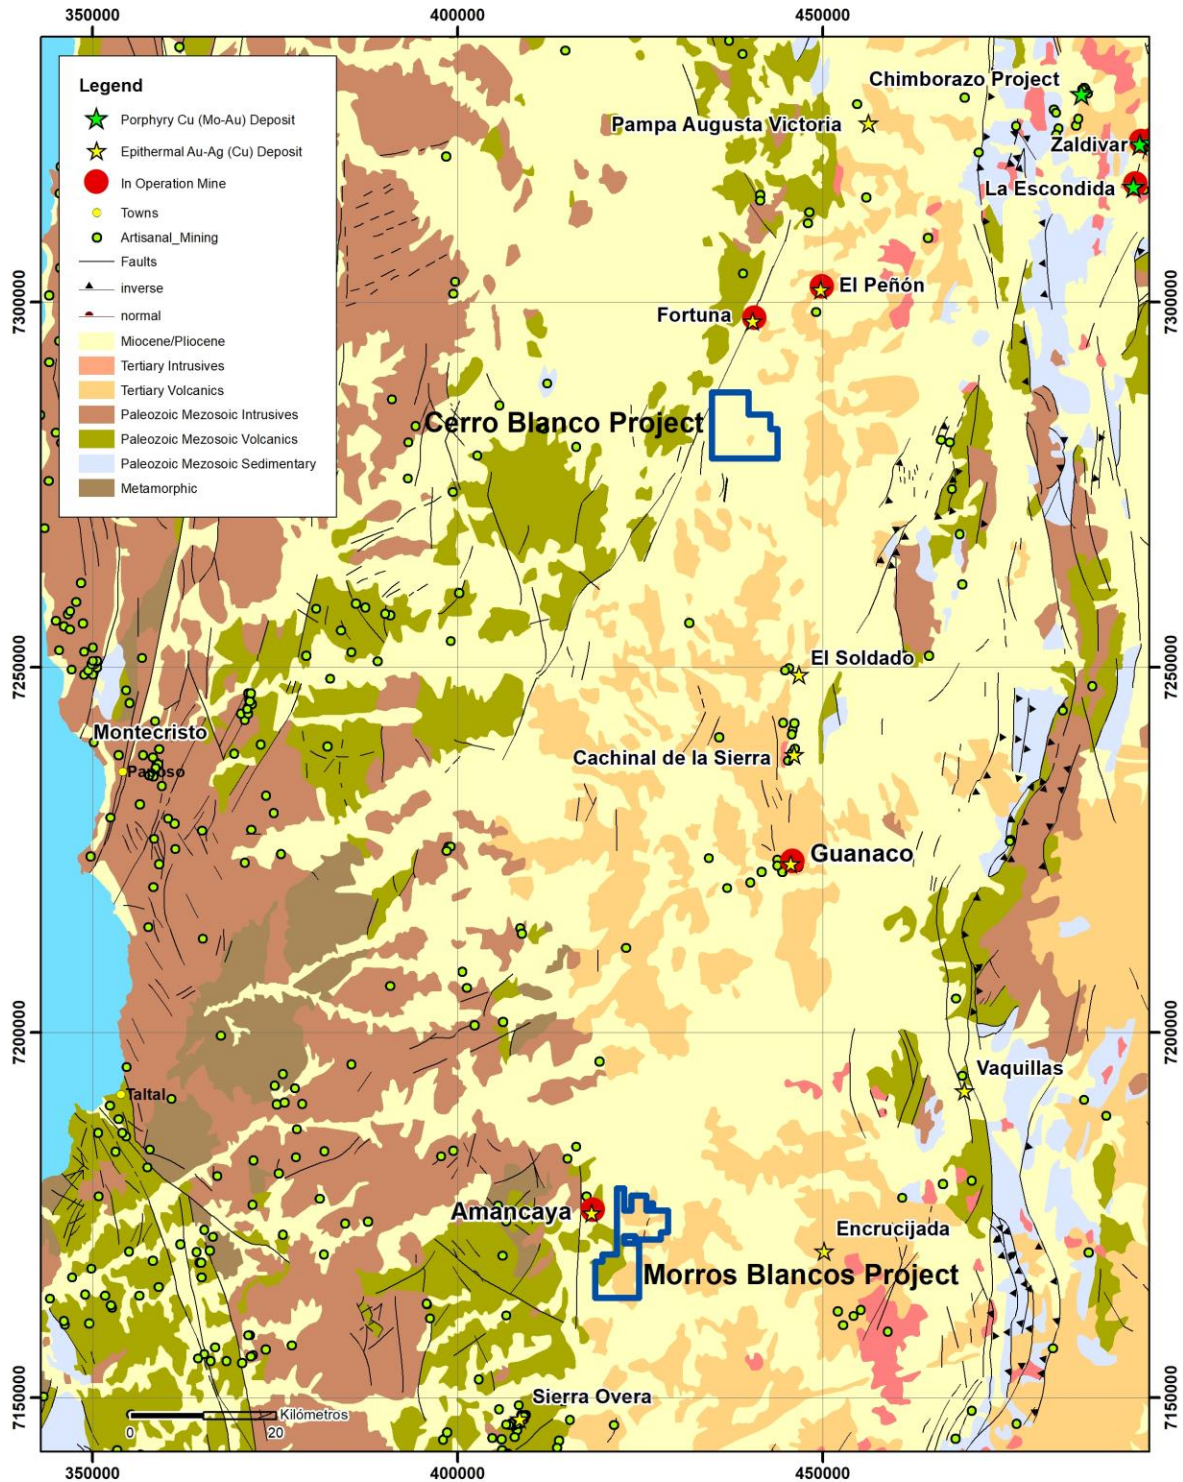 350000
400000
450000
Legend
Porphyry Cu (Mo-Au) Deposit
Epithermal Au-Ag (Cu) Deposit
In Operation Mine
Towns
Artisanal_Mining
Faults
inverse
normal
Miocene/Pliocene
Tertiary Intrusives
Tertiary Volcanics
Paleozoic Mezosoic Intrusives
Paleozoic Mezosoic Volcanics
Paleozoic Mezosoic Sedimentary
Metamorphic
Chimborazo Project
Pampa Augusta Victoria
Zaldivar
La Escondida
7300000
El Peñón
7300000
Fortuna
Cerro Blanco Project
7250000
El Soldado
7250000
Montecristo
Cachinal de la Sierra
Paposo
Guanaco
7200000
7200000
Vaquillas
Taltal
Amancaya
Encrucijada
Morros Blancos Project
7150000
Sierra Overa
7150000
Kilómetros
0
20
350000
400000
450000